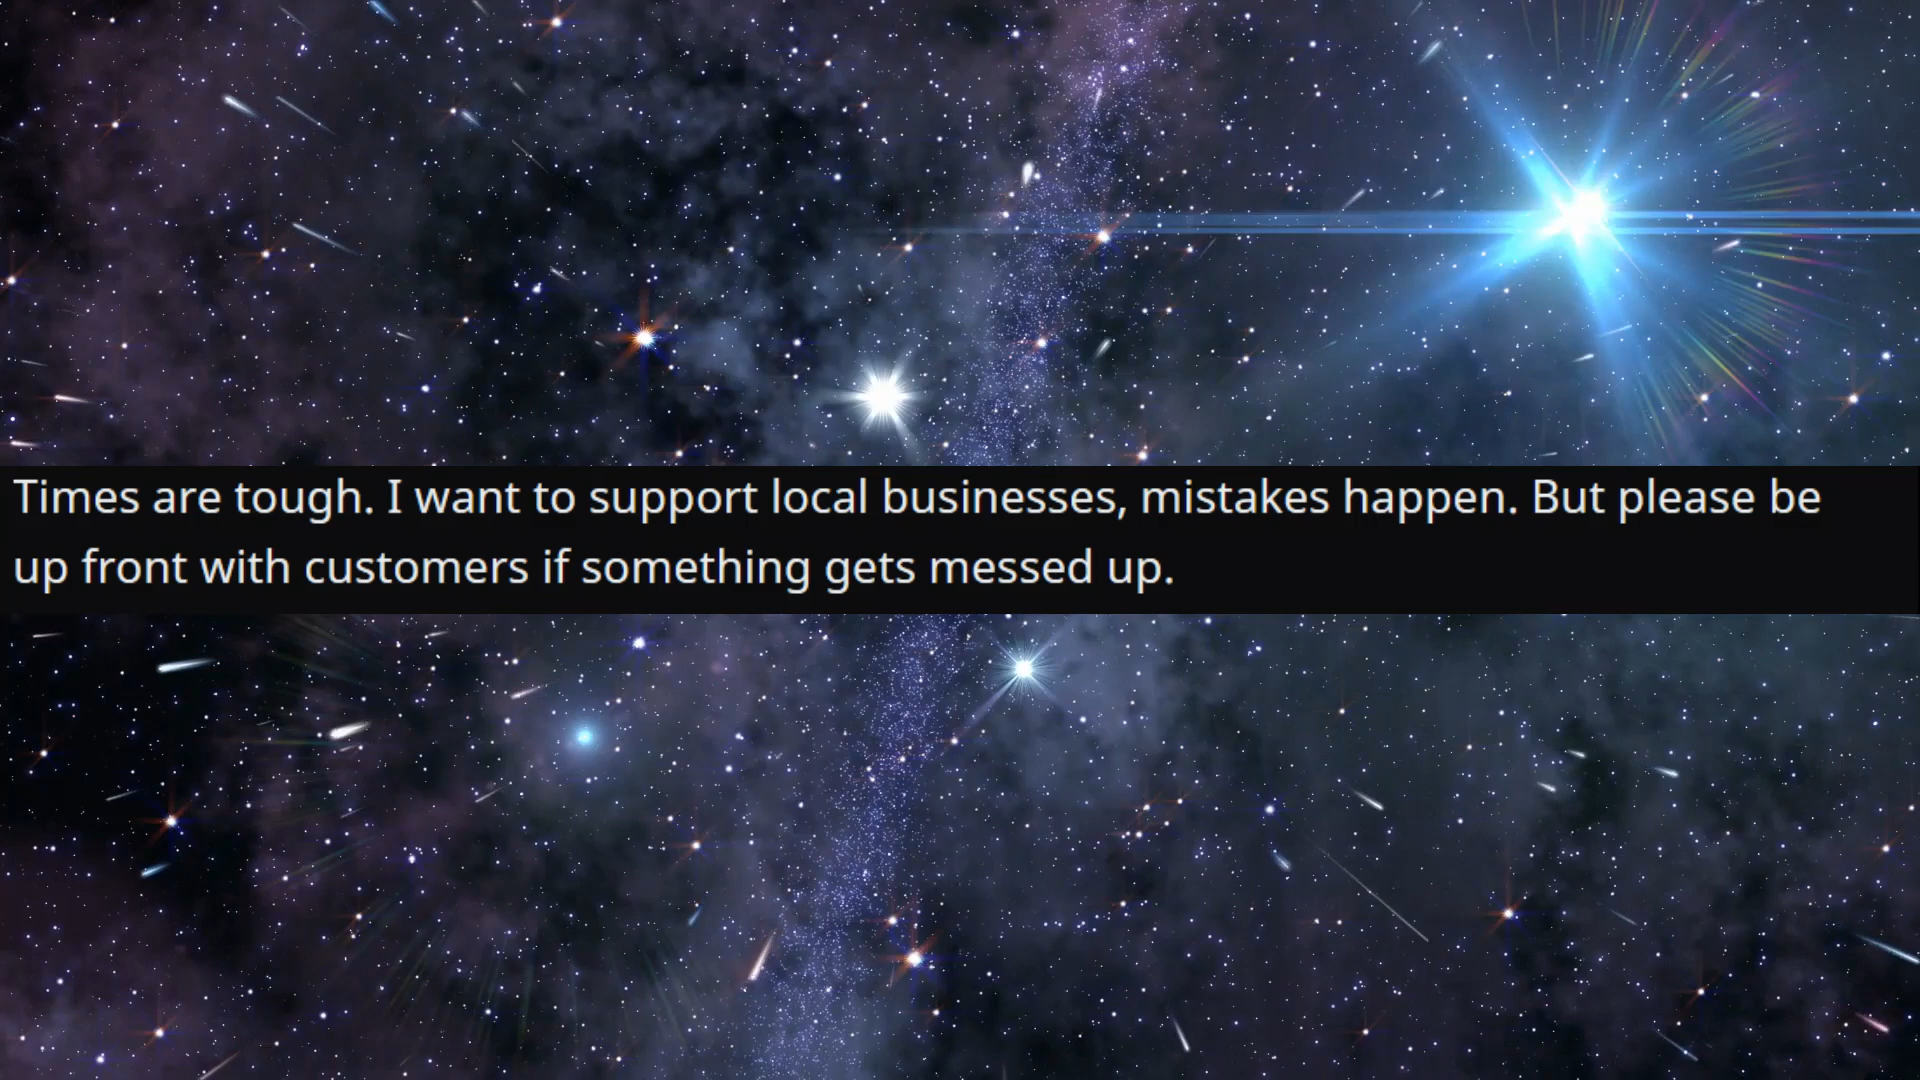 Times are tough. I want to support local businesses, mistakes happen. But please be
up front with customers if something gets messed up.